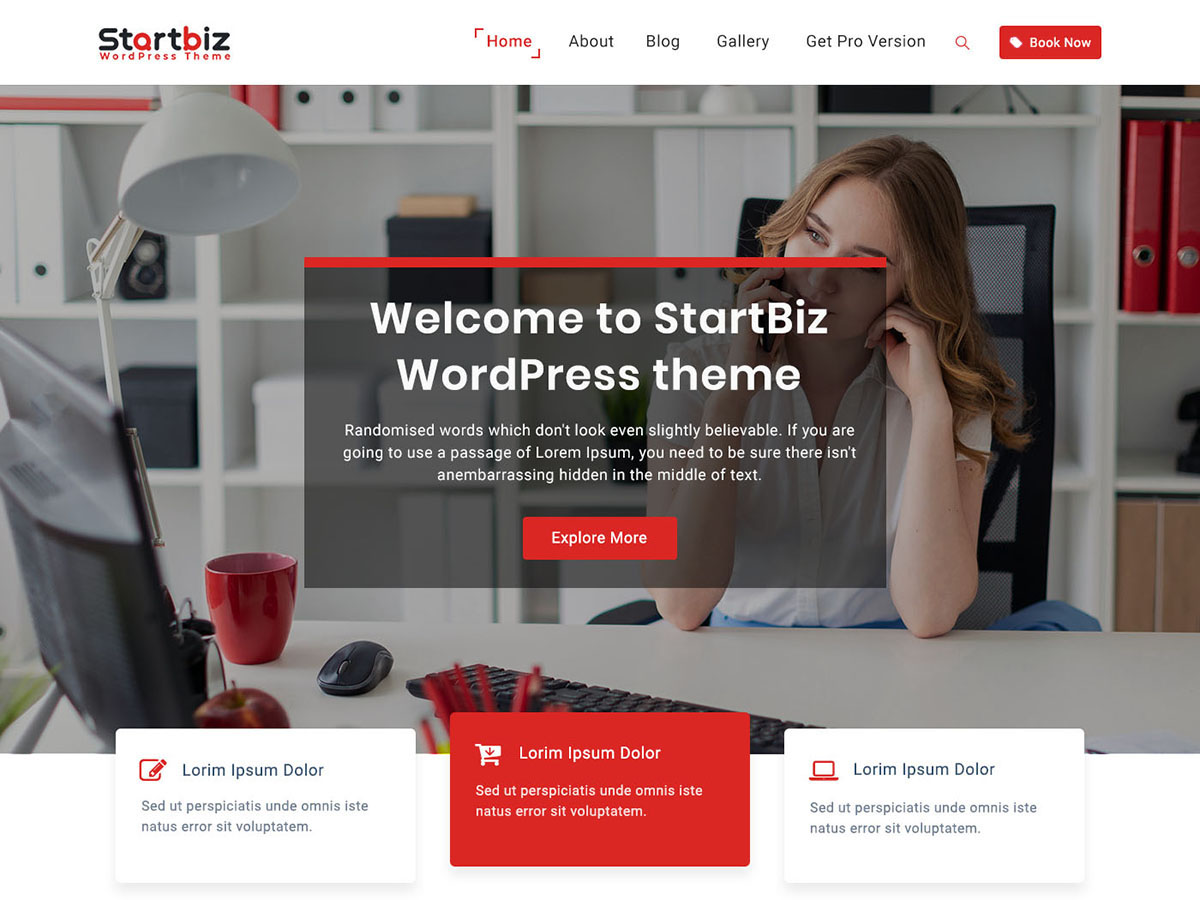 Startbiz
WordPress Theme
Home About Blog Gallery Get Pro Version Book Now
Welcome to StartBiz
WordPress theme
Randomised words which don't look even slightly believable. If you are
going to use a passage of Lorem Ipsum, you need to be sure there isn't
anembarrassing hidden in the middle of text.
Explore More
Lorim Ipsum Dolor
Sed ut perspiciatis unde omnis iste
natus error sit voluptatem.
Lorim Ipsum Dolor
Sed ut perspiciatis unde omnis iste
natus error sit voluptatem.
Lorim Ipsum Dolor
Sed ut perspiciatis unde omnis iste
natus error sit voluptatem.